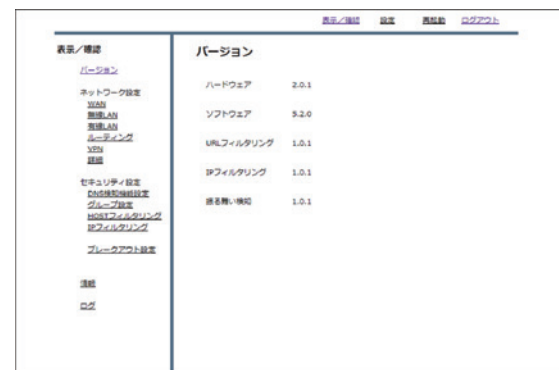 表示／確認 設定 再起動 ログアウト
表示／確認
バージョン
ネットワーク設定
WAN
無線LAN
有線LAN
ルーティング
VPN
詳細
セキュリティ設定
DNS検知機能設定
グループ設定
HOSTフィルタリング
IPフィルタリング
ブレークアウト設定
情報
ログ
バージョン
ハードウェア 2.0.1
ソフトウェア 5.2.0
URLフィルタリング 1.0.1
IPフィルタリング 1.0.1
振る舞い検知 1.0.1